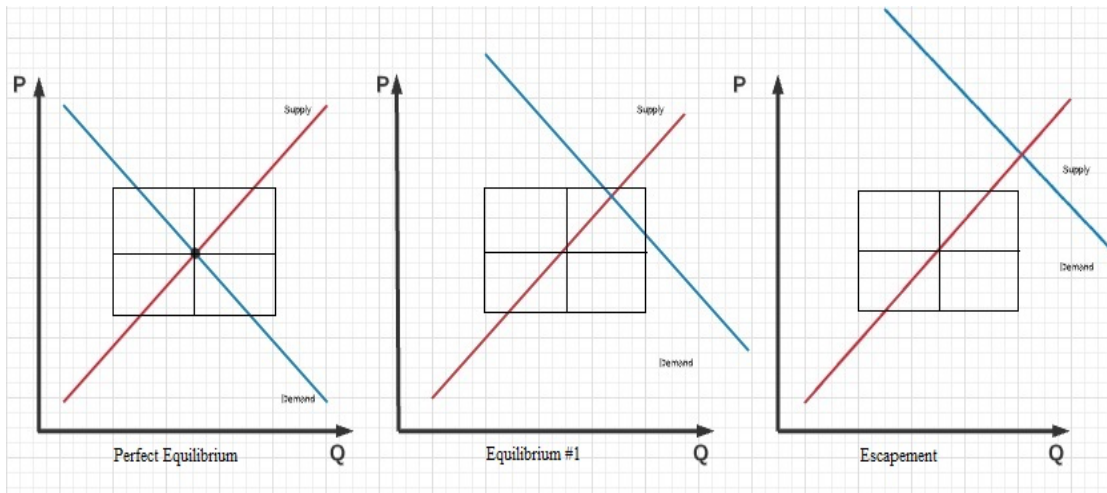 P
Supply
Demand
Q
Perfect Equilibrium
P
Supply
Demand
Q
Equilibrium #1
P
Supply
Demand
Q
Escapement